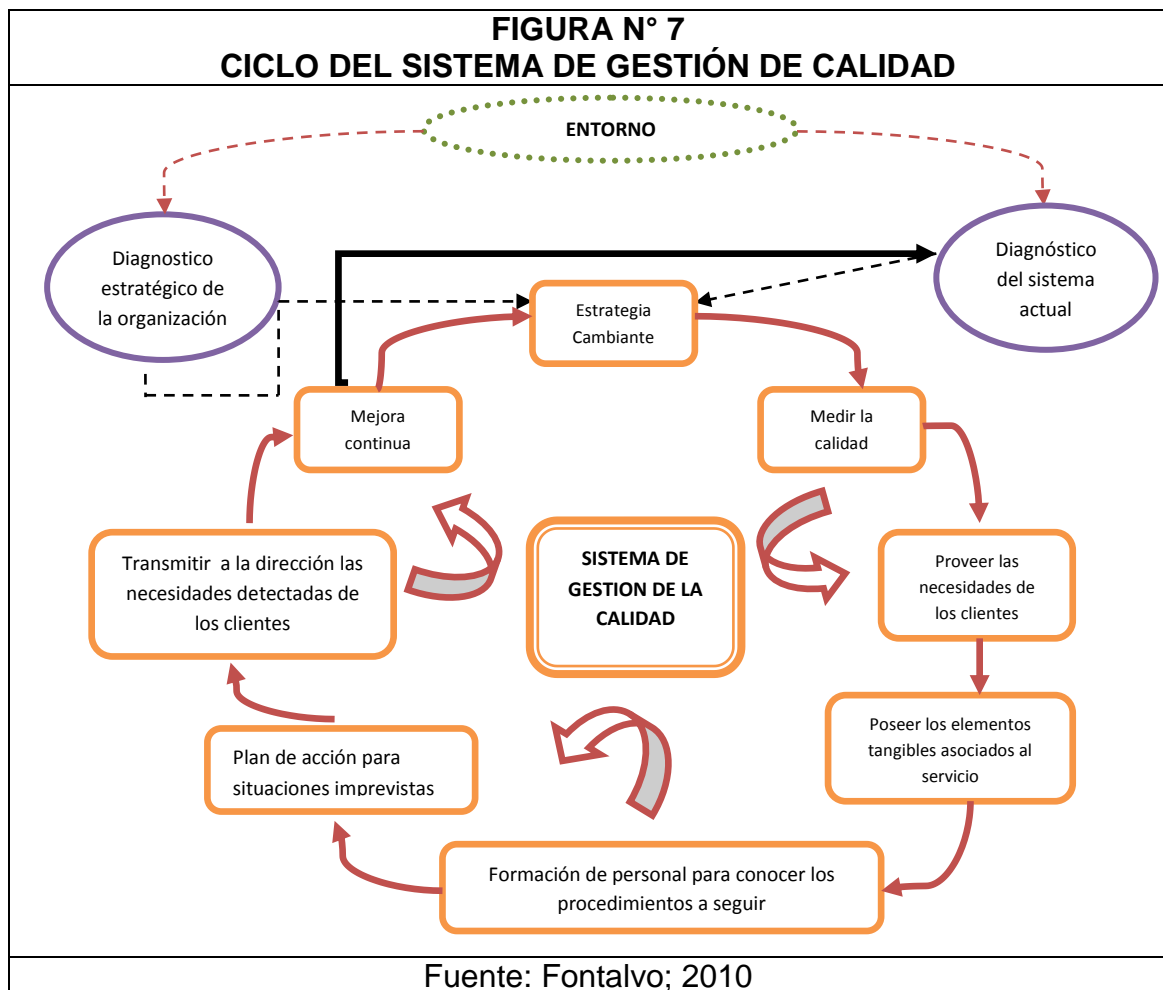 FIGURA N° 7
CICLO DEL SISTEMA DE GESTIÓN DE CALIDAD
ENTORNO
Diagnostico
estratégico de
la organización
Diagnóstico
del sistema
actual
Estrategia
Cambiante
Mejora
continua
Medir la
calidad
Transmitir a la dirección las
necesidades detectadas de
los clientes
SISTEMA DE
GESTION DE LA
CALIDAD
Proveer las
necesidades de
los clientes
Plan de acción para
situaciones imprevistas
Poseer los elementos
tangibles asociados al
servicio
Formación de personal para conocer los
procedimientos a seguir
Fuente: Fontalvo; 2010